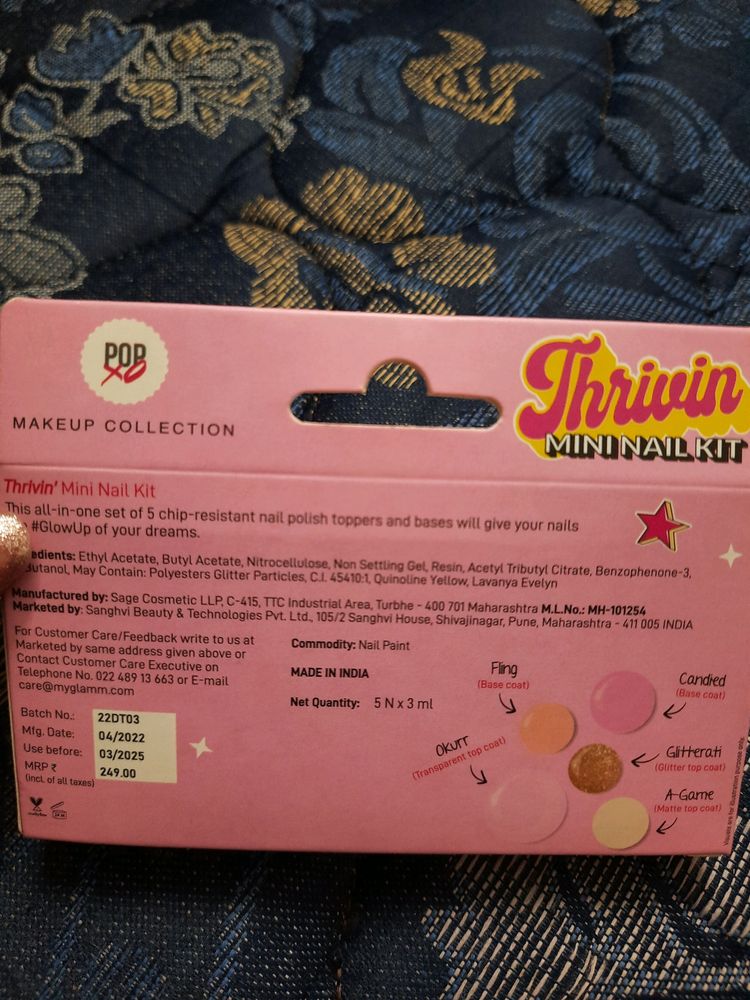 POP
XO
MAKEUP COLLECTION
Thrivin
MINI NAIL KIT
Thrivin' Mini Nail Kit
This all-in-one set of 5 chip-resistant nail polish toppers and bases will give your nails
#GlowUp of your dreams.
edients: Ethyl Acetate, Butyl Acetate, Nitrocellulose, Non Settling Gel, Resin, Acetyl Tributyl Citrate, Benzophenone-3,
Butanol, May Contain: Polyesters Glitter Particles, C.I. 45410:1, Quinoline Yellow, Lavanya Evelyn
Manufactured by: Sage Cosmetic LLP, C-415, TTC Industrial Area, Turbhe - 400 701 Maharashtra M.L.No.: MH-101254
Marketed by: Sanghvi Beauty & Technologies Pvt. Ltd., 105/2 Sanghvi House, Shivajinagar, Pune, Maharashtra - 411 005 INDIA
For Customer Care/Feedback write to us at
Marketed by same address given above or
Contact Customer Care Executive on
Telephone No. 022 489 13 663 or E-mail
care@myglamm.com
Commodity: Nail Paint
MADE IN INDIA
Net Quantity: 5 N x 3 ml
Batch No.: 22DT03
Mfg. Date: 04/2022
Use before: 03/2025
MRP ₹ 249.00
(incl. of all taxes)
Fling
(Base coat)
Candied
(Base coat)
Okurr
(Transparent top coat)
Glitterati
(Glitter top coat)
A-Game
(Matte top coat)
Visuals are for illustration purpose only.